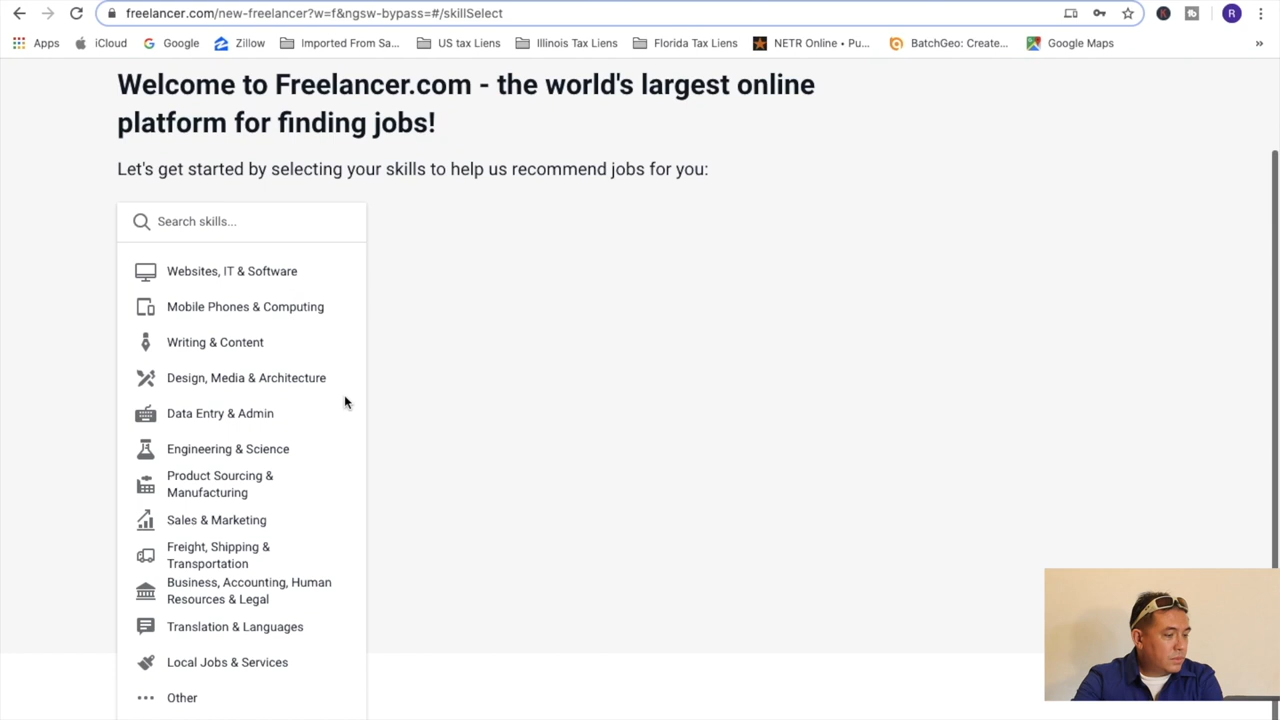 freelancer.com/new-freelancer?w=f&ngsw-bypass=#/skillSelect
R
Apps
iCloud
Google
Zillow
Imported From Sa...
US tax Liens
Illinois Tax Liens
Florida Tax Liens
NETR Online • Pu...
BatchGeo: Create...
Google Maps
»
Welcome to Freelancer.com - the world's largest online
platform for finding jobs!
Let's get started by selecting your skills to help us recommend jobs for you:
Search skills...
Websites, IT & Software
Mobile Phones & Computing
Writing & Content
Design, Media & Architecture
Data Entry & Admin
Engineering & Science
Product Sourcing &
Manufacturing
Sales & Marketing
Freight, Shipping &
Transportation
Business, Accounting, Human
Resources & Legal
Translation & Languages
Local Jobs & Services
Other